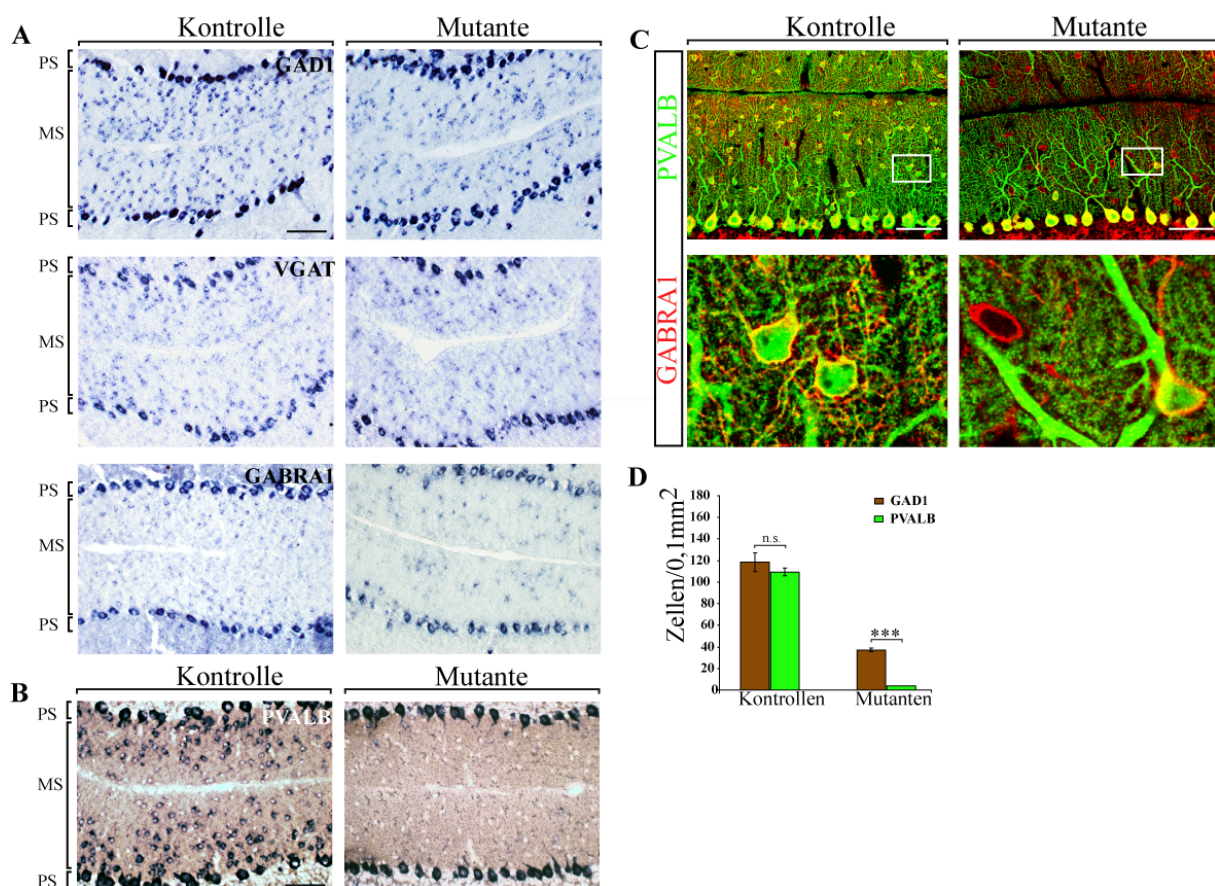 A
Kontrolle
Mutante
PS
MS
PS
GAD1
PS
MS
PS
VGAT
PS
MS
PS
GABRA1
B
Kontrolle
Mutante
PS
MS
PS
PVALB
C
Kontrolle
Mutante
PVALB
GABRA1
D
Zellen/0,1mm²
180
160
140
120
100
80
60
40
20
0
GAD1
PVALB
n.s.
***
Kontrollen
Mutanten